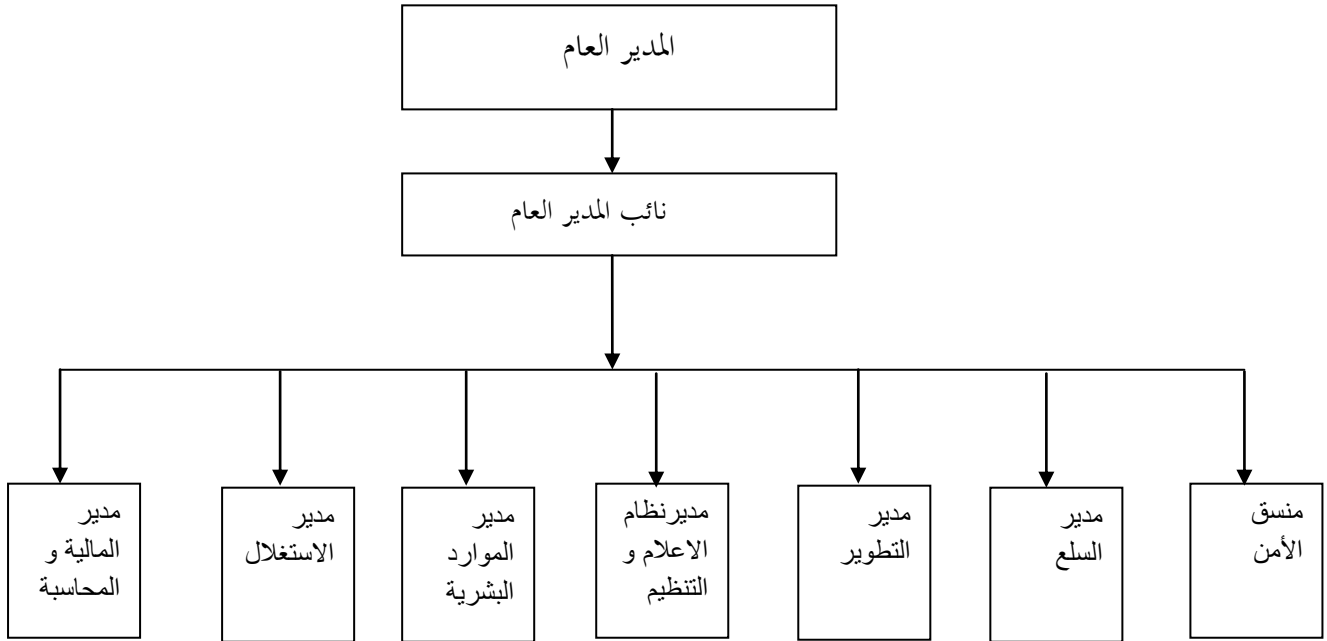 المدير العام
نائب المدير العام
منسق
الأمن
مدير
السلع
مدير
التطوير
مديرنظام
الاعلام و
التنظيم
مدير
الموارد
البشرية
مدير
الاستغلال
مدير
المالية و
المحاسبة